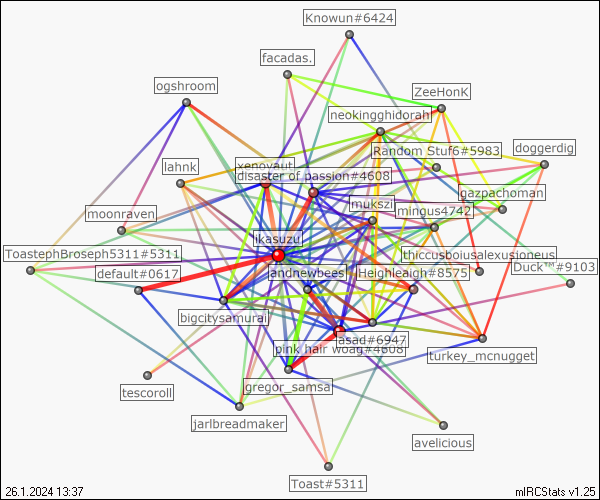 Knowun#6424
facadas.
ogshroom
ZeeHonK
neokingghidorah
Random Stuf6#5983
doggerdig
lahnk
xenovaut
disaster of passion#4608
gazpachoman
mukszi
mingus4742
moonraven
ikasuzu
ToastephBroseph5311#5311
thiccusboiusalexusioneus
default#0617
Jandnewbees
Heighleaigh#8575
Duck™#9103
bigcitysamurai
asad#6947
pink hair woag#4608
turkey_mcnugget
gregor_samsa
tescoroll
jarlbreadmaker
avelicious
Toast#5311
26.1.2024 13:37
mIRCStats v1.25